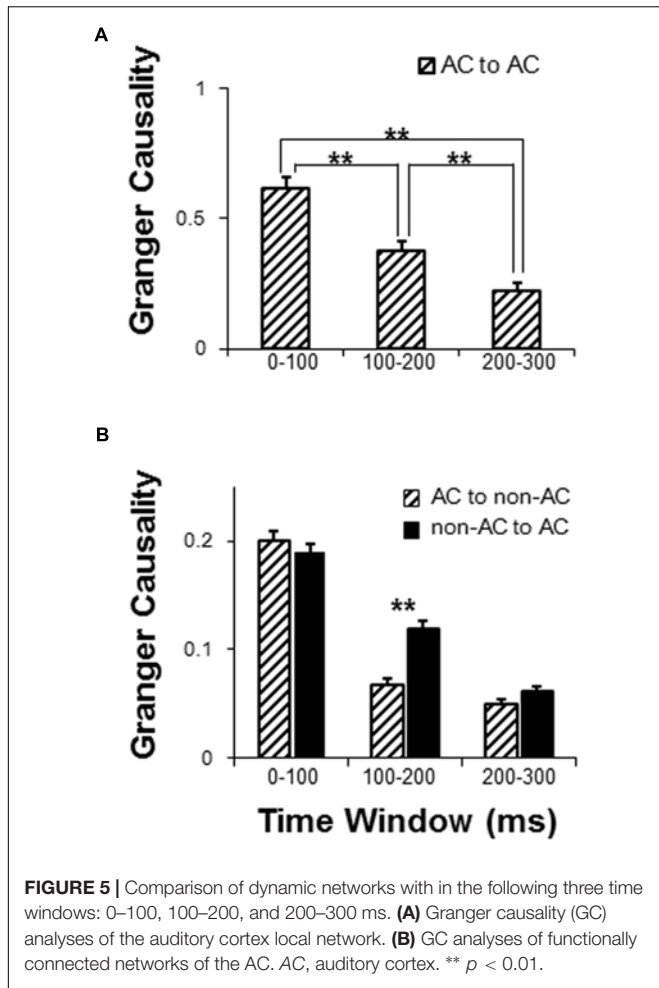 A
AC to AC
1
**
**
**
0.5
0
Granger Causality
0-100
100-200
200-300
B
AC to non-AC
non-AC to AC
0.2
**
0.1
0
Granger Causality
0-100
100-200
200-300
Time Window (ms)
FIGURE 5 | Comparison of dynamic networks with in the following three time
windows: 0–100, 100–200, and 200–300 ms. (A) Granger causality (GC)
analyses of the auditory cortex local network. (B) GC analyses of functionally
connected networks of the AC. AC, auditory cortex. ** p < 0.01.